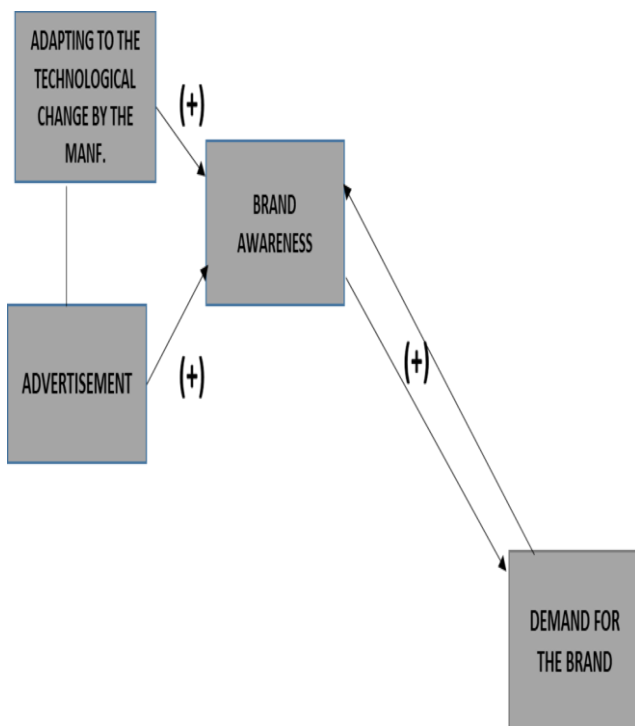 ADAPTING TO THE
TECHNOLOGICAL
CHANGE BY THE
MANF.
(+)
BRAND
AWARENESS
ADVERTISEMENT
(+)
(+)
DEMAND FOR
THE BRAND